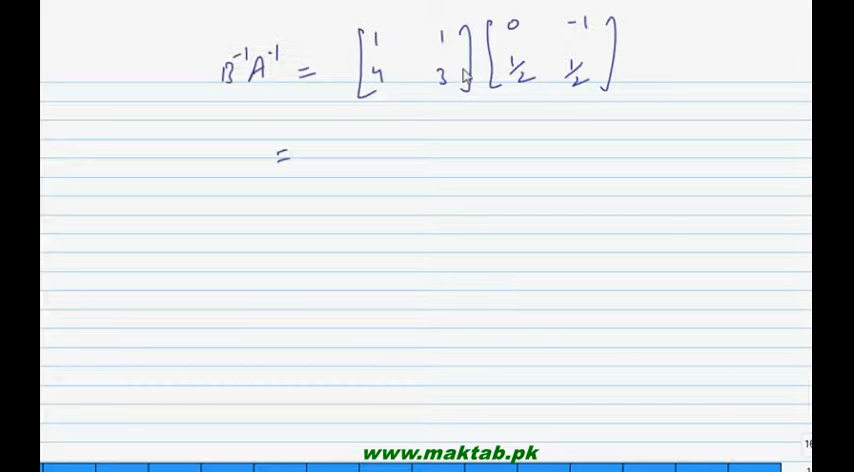 B⁻¹A⁻¹ = [1 1; 4 3] [0 -1; 1/2 1/2]
=
www.maktab.pk